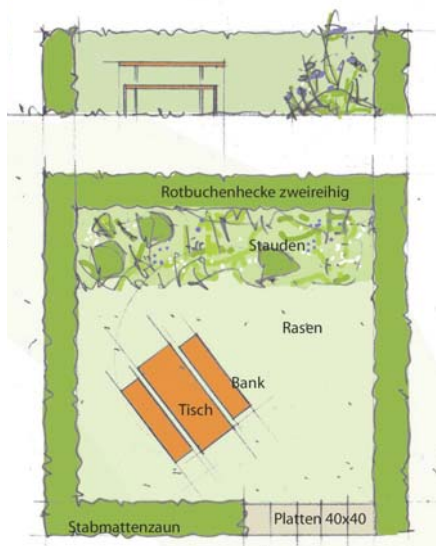 Rotbuchenhecke zweireihig
Stauden
Rasen
Bank
Tisch
Platten 40x40
Stabmattenzaun